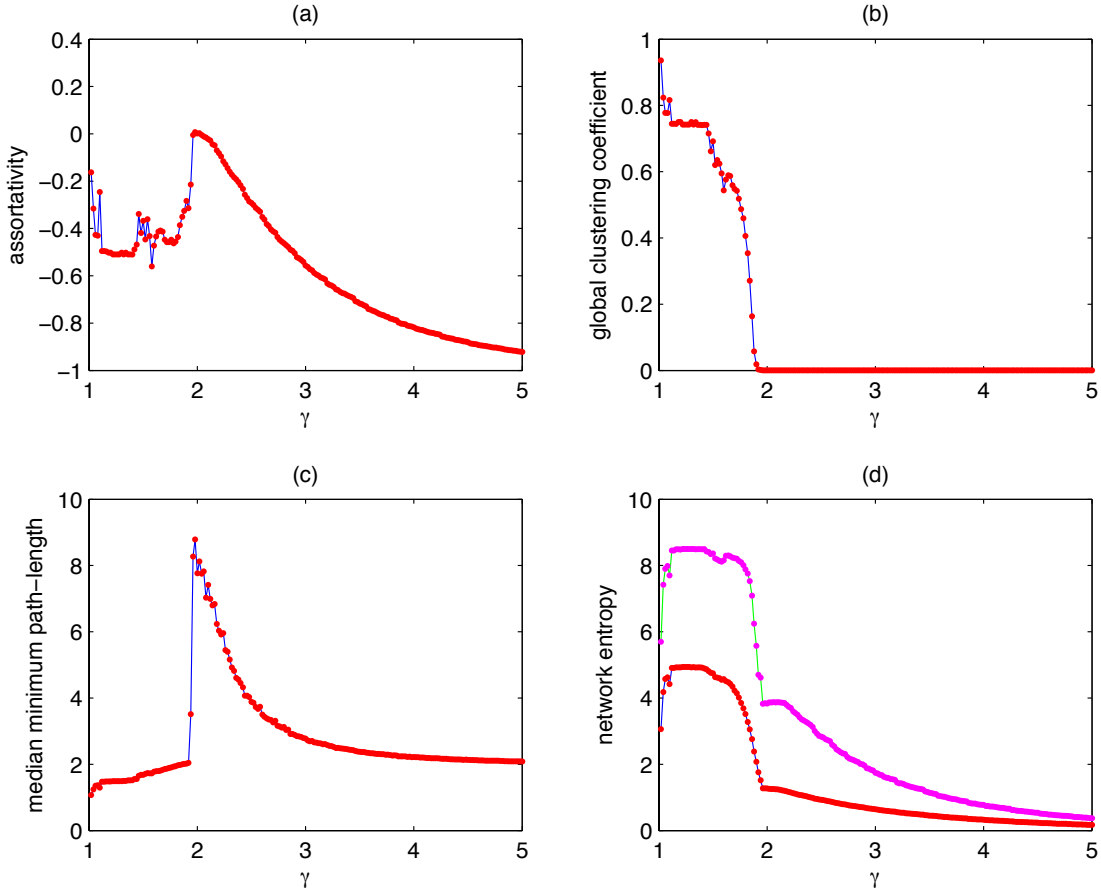 (a)
0.4
0.2
0
−0.2
−0.4
−0.6
−0.8
−1
assortativity
1 2 3 4 5
γ
(b)
1
0.8
0.6
0.4
0.2
0
global clustering coefficient
1 2 3 4 5
γ
(c)
10
8
6
4
2
0
median minimum path−length
1 2 3 4 5
γ
(d)
10
8
6
4
2
0
network entropy
1 2 3 4 5
γ